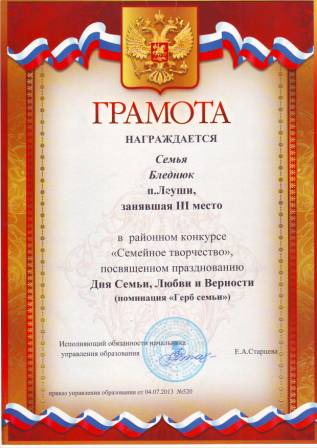 ГРАМОТА
НАГРАЖДАЕТСЯ
Семья
Бледнюк
п.Леуши,
занявшая III место
в районном конкурсе
«Семейное творчество»,
посвященном празднованию
Дня Семьи, Любви и Верности
(номинация «Герб семьи»)
Исполняющий обязанности начальника
управления образования
Е.А.Старцева
приказ управления образования от 04.07.2013 №520